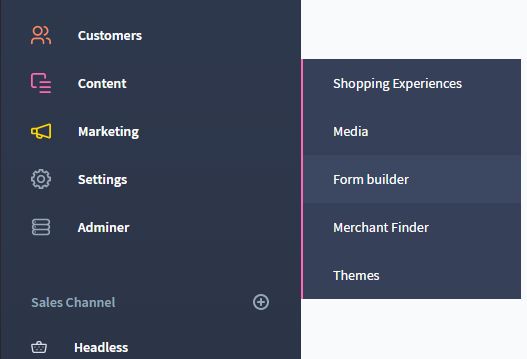 Customers
Content
Marketing
Settings
Adminer
Sales Channel
Headless
Shopping Experiences
Media
Form builder
Merchant Finder
Themes